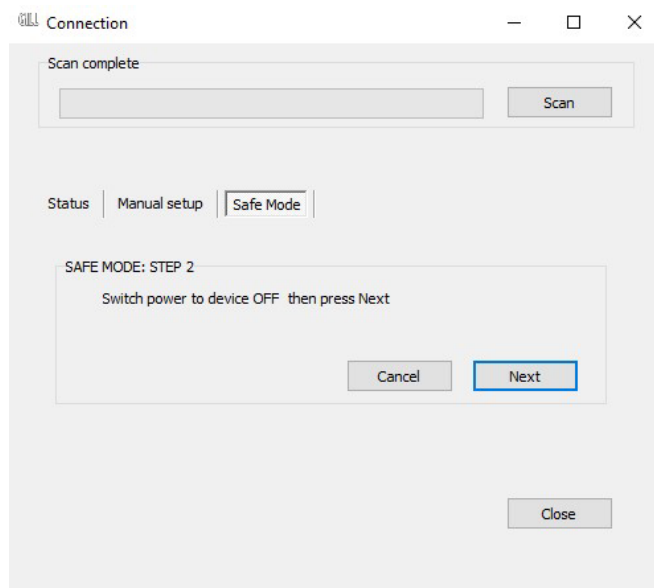 GILL Connection
Scan complete
Scan
Status Manual setup Safe Mode
SAFE MODE: STEP 2
Switch power to device OFF then press Next
Cancel Next
Close